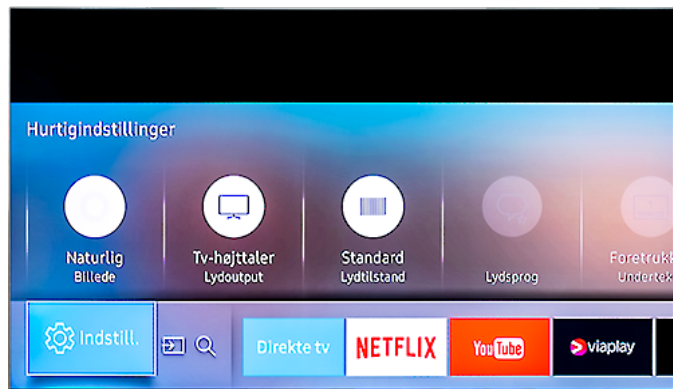 Hurtigindstillinger
Naturlig
Billede
Tv-højttaler
Lydoutput
Standard
Lydtilstand
Lydsprog
Indstill.
Direkte tv
NETFLIX
YouTube
viaplay